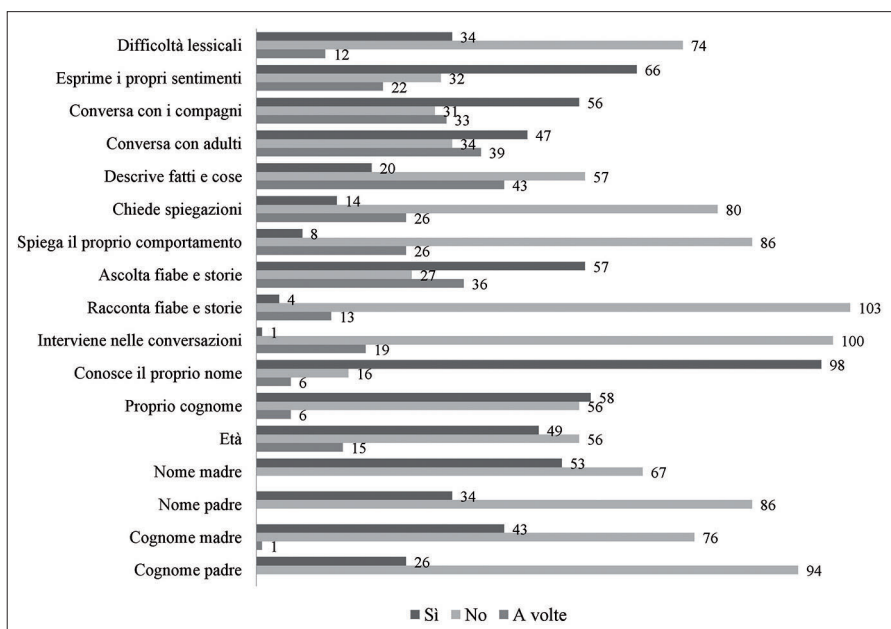 Difficoltà lessicali
34
74
12
Esprime i propri sentimenti
66
32
22
Conversa con i compagni
56
31
33
Conversa con adulti
47
34
39
Descrive fatti e cose
20
57
43
Chiede spiegazioni
14
80
26
Spiega il proprio comportamento
8
86
26
Ascolta fiabe e storie
57
27
36
Racconta fiabe e storie
4
103
13
Interviene nelle conversazioni
1
100
19
Conosce il proprio nome
98
16
6
Proprio cognome
58
56
6
Età
49
56
15
Nome madre
53
67
Nome padre
34
86
Cognome madre
43
76
1
Cognome padre
26
94
Sì No A volte